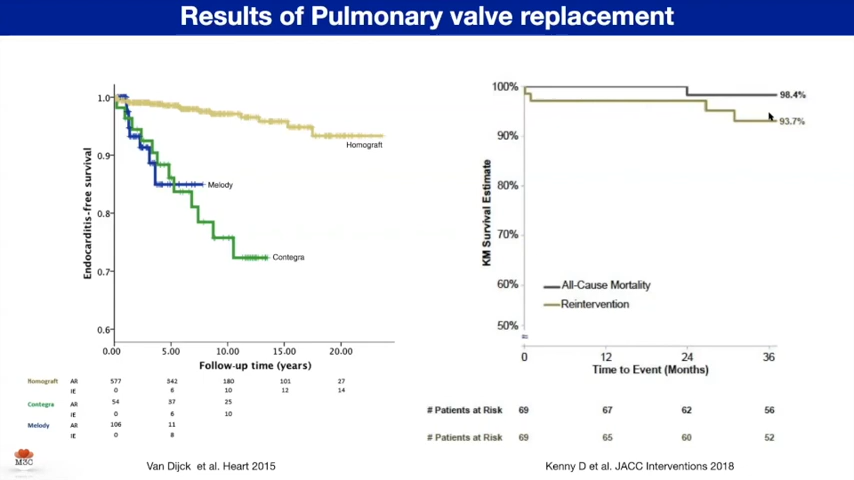 Results of Pulmonary valve replacement
Endocarditis-free survival
1.0
0.9
0.8
0.7
0.6
Homograft
Melody
Contegra
0.00 5.00 10.00 15.00 20.00
Follow-up time (years)
Homograft AR 577 342 180 101 27
IE 0 6 10 12 14
Contegra AR 54 37 25
IE 0 6 10
Melody AR 106 11
IE 0 8
Van Dijck et al. Heart 2015
KM Survival Estimate
100%
90%
80%
70%
60%
50%
98.4%
93.7%
All-Cause Mortality
Reintervention
0 12 24 36
Time to Event (Months)
# Patients at Risk 69 67 62 56
# Patients at Risk 69 65 60 52
Kenny D et al. JACC Interventions 2018
M3C